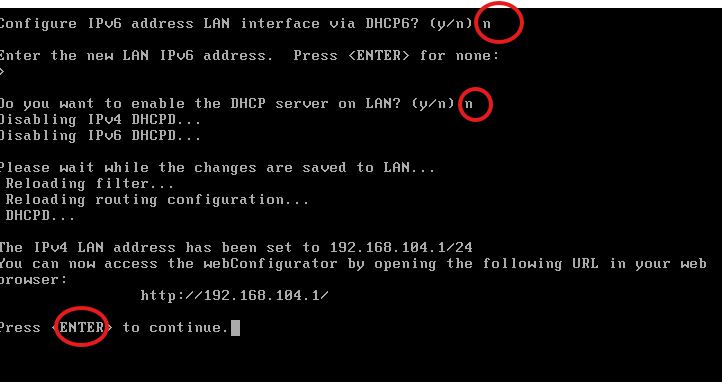 Configure IPv6 address LAN interface via DHCP6? (y/n) n
Enter the new LAN IPv6 address.  Press <ENTER> for none:
>
Do you want to enable the DHCP server on LAN? (y/n) n
Disabling IPv4 DHCPD...
Disabling IPv6 DHCPD...
Please wait while the changes are saved to LAN...
Reloading filter...
Reloading routing configuration...
DHCPD...
The IPv4 LAN address has been set to 192.168.104.1/24
You can now access the webConfigurator by opening the following URL in your web
browser:
http://192.168.104.1/
Press <ENTER> to continue.